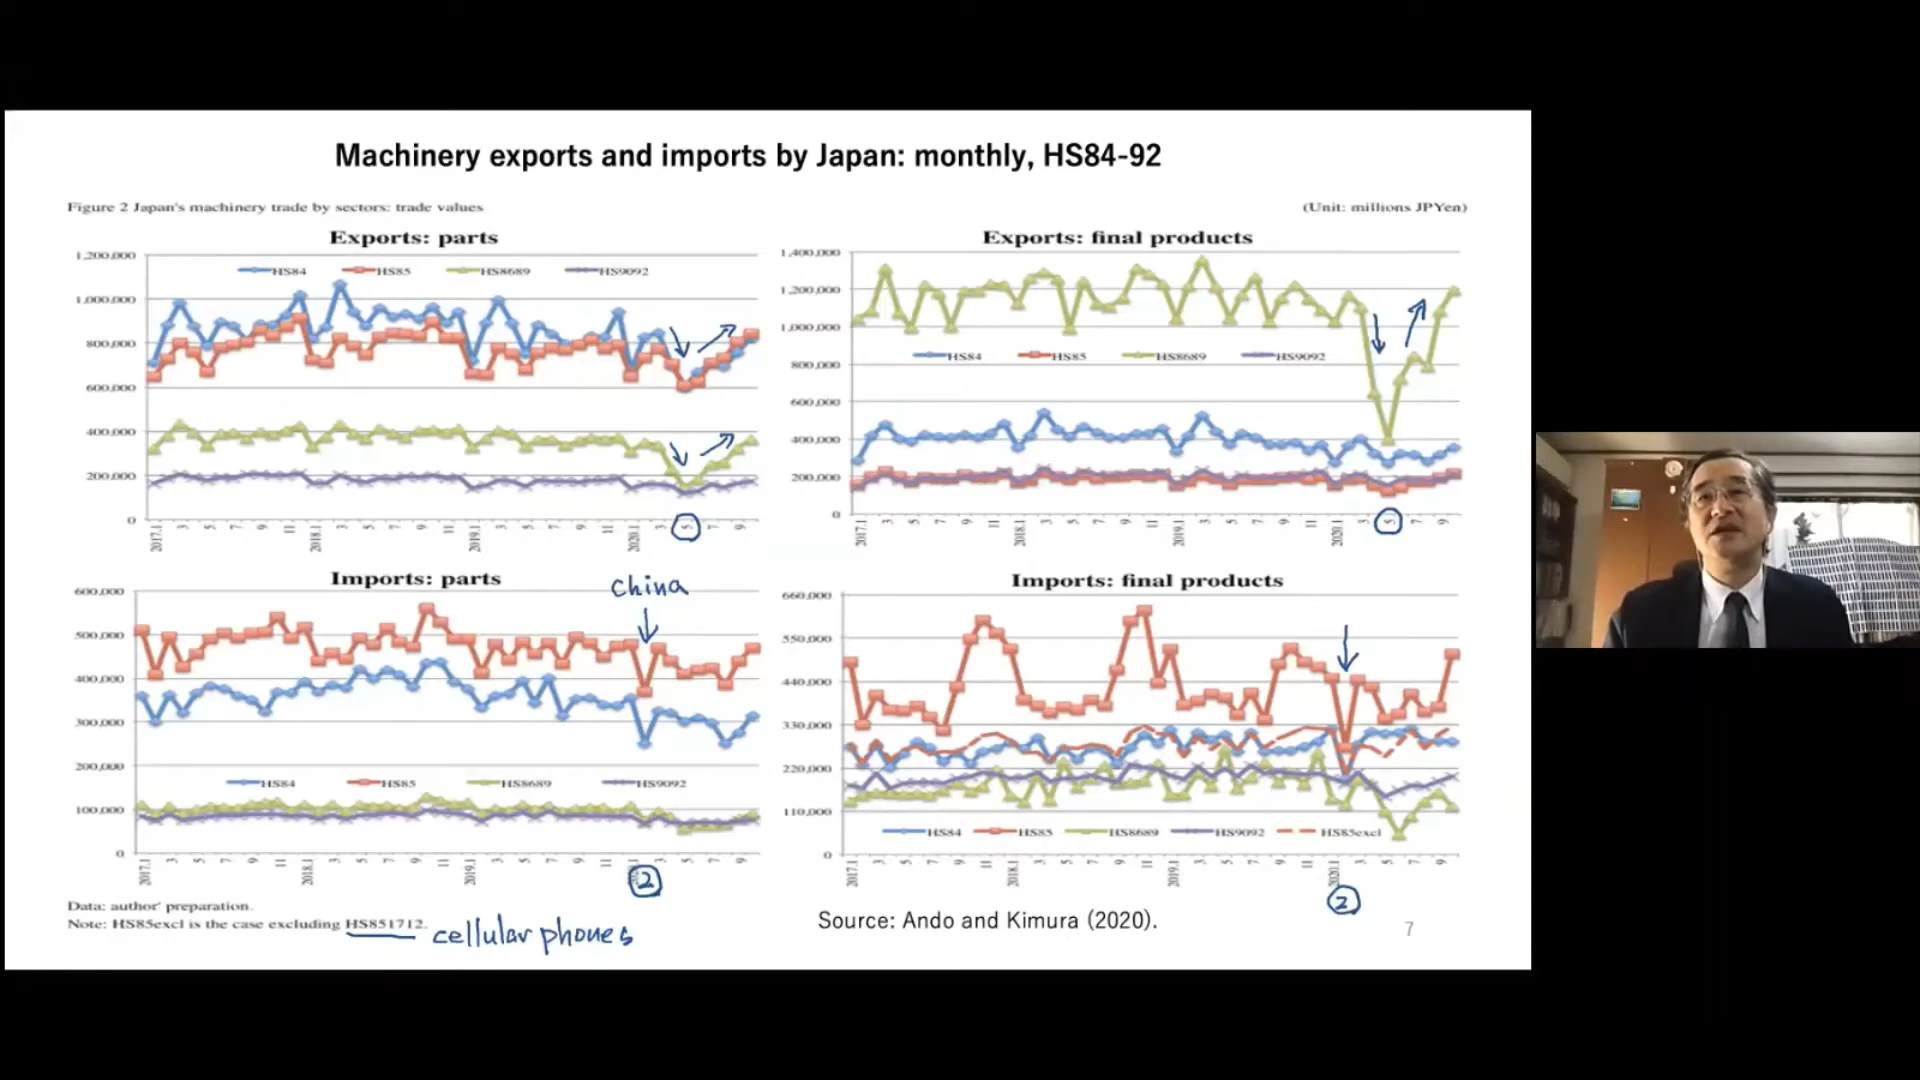 Machinery exports and imports by Japan: monthly, HS84-92
Figure 2 Japan's machinery trade by sectors: trade values
(Unit: millions JPYen)
Exports: parts
1,200,000
1,000,000
800,000
600,000
400,000
200,000
0
HS84 HS85 HS8689 HS9092
2017.1 3 5 7 9 11 2018.1 3 5 7 9 11 2019.1 3 5 7 9 11 2020.1 3 5 7 9
Exports: final products
1,400,000
1,200,000
1,000,000
800,000
600,000
400,000
200,000
0
HS84 HS85 HS8689 HS9092
2017.1 3 5 7 9 11 2018.1 3 5 7 9 11 2019.1 3 5 7 9 11 2020.1 3 5 7 9
Imports: parts
China
600,000
500,000
400,000
300,000
200,000
100,000
0
HS84 HS85 HS8689 HS9092
2017.1 3 5 7 9 11 2018.1 3 5 7 9 11 2019.1 3 5 7 9 11 3 5 7 9
2
Imports: final products
660,000
550,000
440,000
330,000
220,000
110,000
0
HS84 HS85 HS8689 HS9092 HS85excl
2017.1 3 5 7 9 11 2018.1 3 5 7 9 11 2019.1 3 5 7 9 11 2020.1 3 5 7 9
2
Data: author' preparation.
Note: HS85excl is the case excluding HS851712.
cellular phones
Source: Ando and Kimura (2020).
7